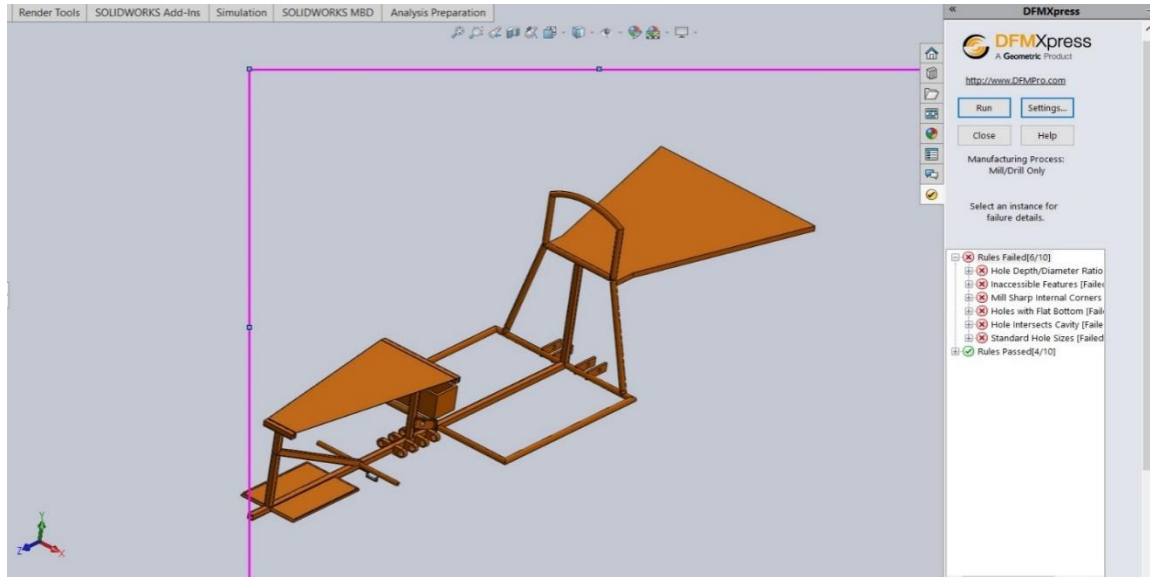 Render Tools SOLIDWORKS Add-Ins Simulation SOLIDWORKS MBD Analysis Preparation
DFMXpress
DFMXpress
A Geometric Product
http://www.DFMPro.com
Run Settings...
Close Help
Manufacturing Process:
Mill/Drill Only
Select an instance for
failure details.
Rules Failed[6/10]
Hole Depth/Diameter Ratio
Inaccessible Features [Failed
Mill Sharp Internal Corners
Holes with Flat Bottom [Fail
Hole Intersects Cavity [Faile
Standard Hole Sizes [Failed
Rules Passed[4/10]
Y
Z X